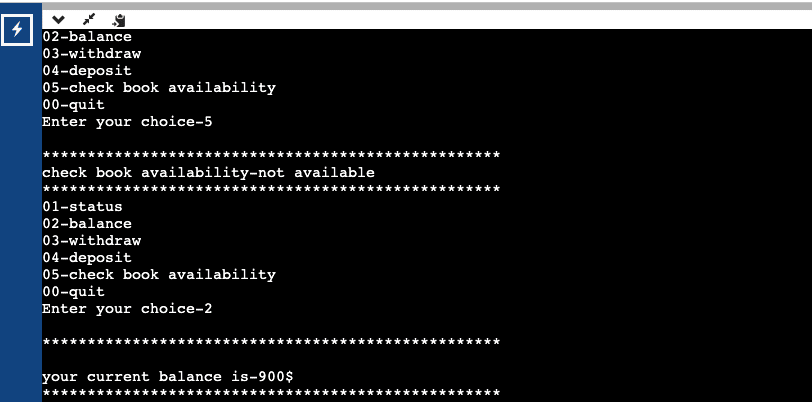 02-balance
03-withdraw
04-deposit
05-check book availability
00-quit
Enter your choice-5
***************************************************
check book availability-not available
***************************************************
01-status
02-balance
03-withdraw
04-deposit
05-check book availability
00-quit
Enter your choice-2
***************************************************
your current balance is-900$
***************************************************